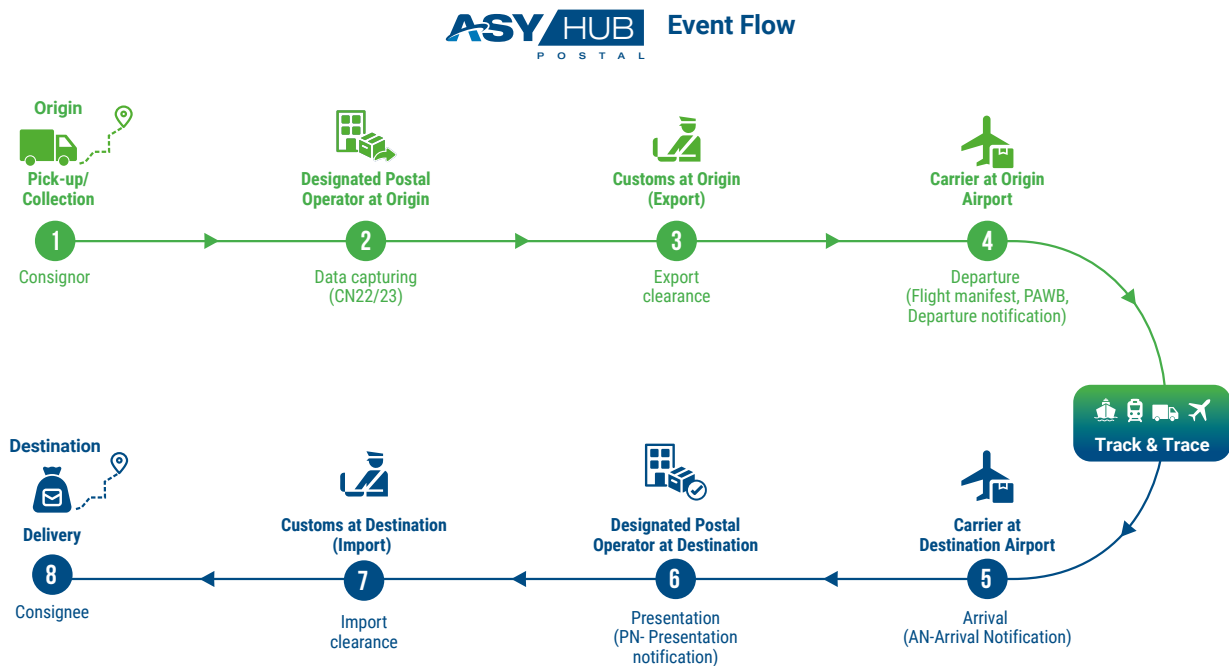 ASY HUB
POSTAL
Event Flow
Origin
Pick-up/
Collection
1
Consignor
Designated Postal
Operator at Origin
2
Data capturing
(CN22/23)
Customs at Origin
(Export)
3
Export
clearance
Carrier at Origin
Airport
4
Departure
(Flight manifest, PAWB,
Departure notification)
Track & Trace
Carrier at
Destination Airport
5
Arrival
(AN-Arrival Notification)
Designated Postal
Operator at Destination
6
Presentation
(PN- Presentation
notification)
Customs at Destination
(Import)
7
Import
clearance
Destination
Delivery
8
Consignee